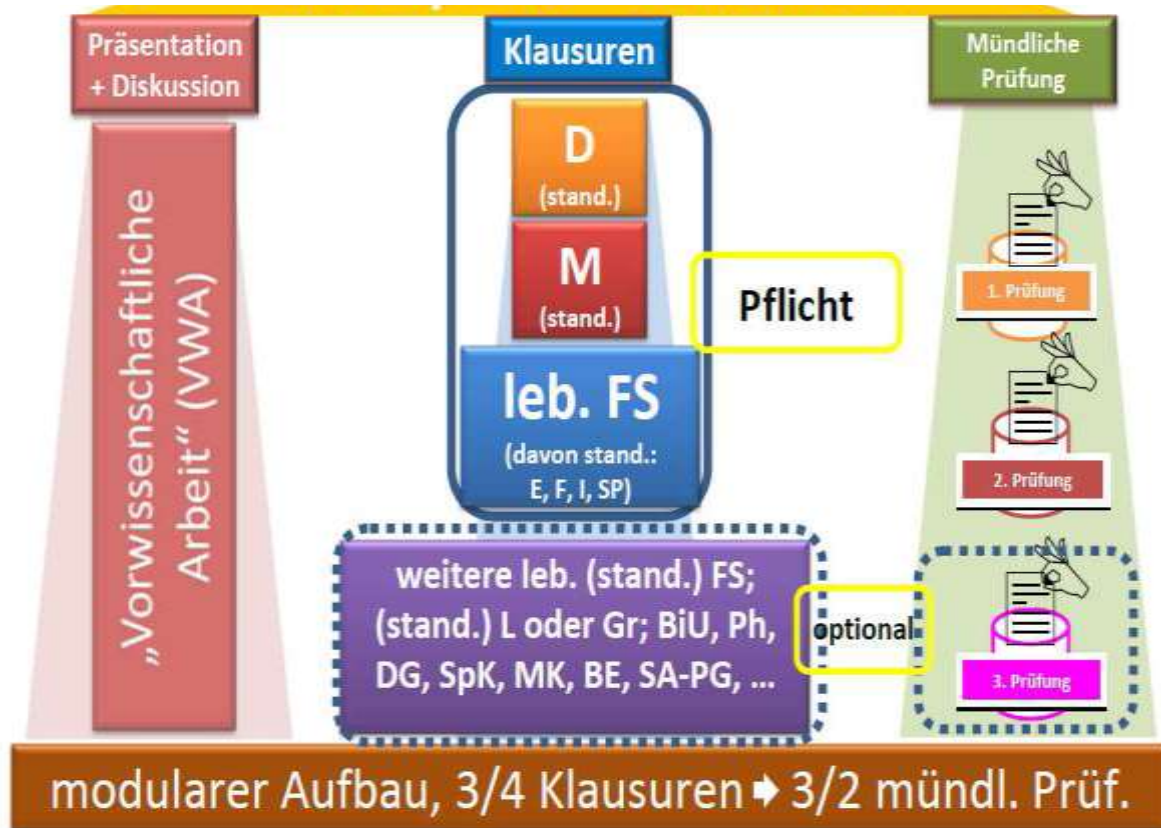 Präsentation
+ Diskussion
„Vorwissenschaftliche
Arbeit“ (VWA)
Klausuren
D
(stand.)
M
(stand.)
leb. FS
(davon stand.:
E, F, I, SP)
Pflicht
weitere leb. (stand.) FS;
(stand.) L oder Gr; BiU, Ph,
DG, SpK, MK, BE, SA-PG, ...
optional
Mündliche
Prüfung
1. Prüfung
2. Prüfung
3. Prüfung
modularer Aufbau, 3/4 Klausuren ➧ 3/2 mündl. Prüf.